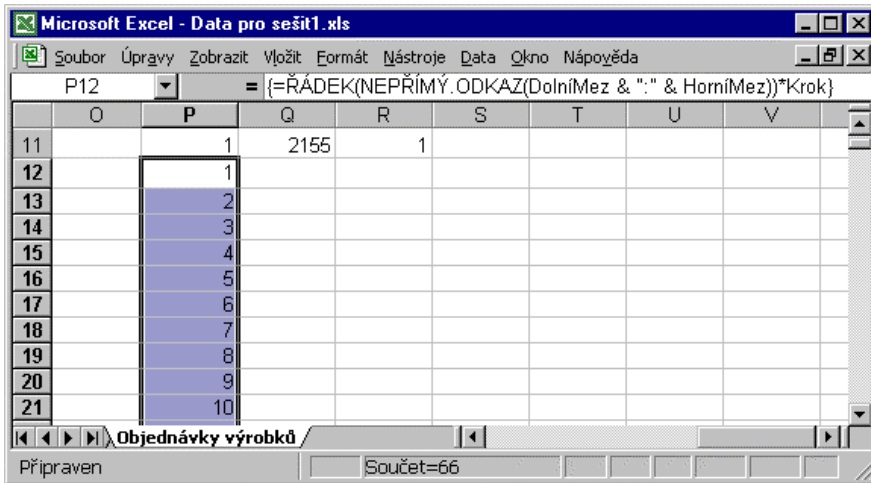 Microsoft Excel - Data pro sešit1.xls
Soubor Úpravy Zobrazit Vložit Formát Nástroje Data Okno Nápověda
P12 = {=ŘÁDEK(NEPŘÍMÝ.ODKAZ(DolníMez & ":" & HorníMez))*Krok}
O P Q R S T U V
11 1 2155 1
12 1
13 2
14 3
15 4
16 5
17 6
18 7
19 8
20 9
21 10
Objednávky výrobků
Připraven Součet=66